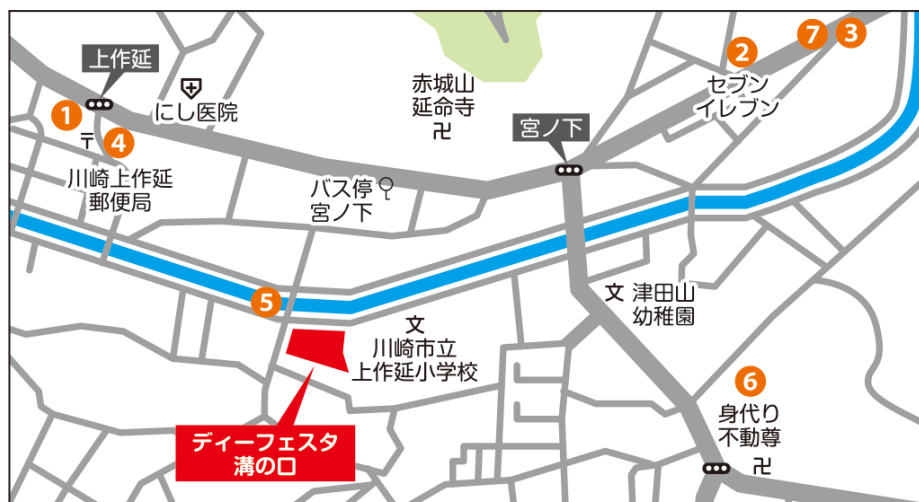 上作延
にし医院
赤城山
延命寺
7
3
2
セブン
イレブン
1
4
川崎上作延
郵便局
宮ノ下
バス停
宮ノ下
5
文
津田山
幼稚園
文
川崎市立
上作延小学校
6
身代り
不動尊
ディーフェスタ
溝の口